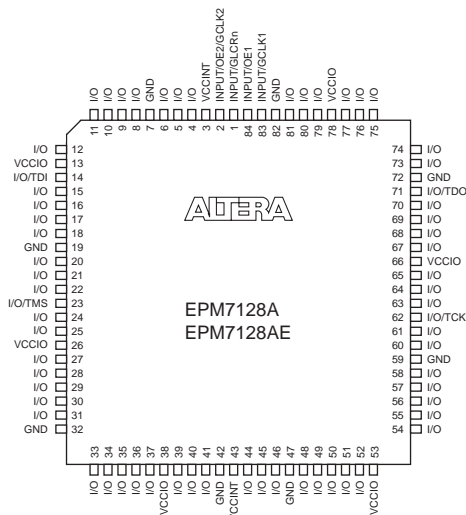 I/O I/O I/O I/O GND I/O I/O I/O VCCINT INPUT/OE2/GCLK2 INPUT/GLCRn INPUT/OE1 INPUT/GCLK1 GND I/O I/O I/O VCCIO I/O I/O I/O
11 10 9 8 7 6 5 4 3 2 1 84 83 82 81 80 79 78 77 76 75
I/O 12 74 I/O
VCCIO 13 73 I/O
I/O/TDI 14 72 GND
I/O 15 71 I/O/TDO
I/O 16 70 I/O
I/O 17 69 I/O
I/O 18 68 I/O
GND 19 67 I/O
I/O 20 66 VCCIO
I/O 21 65 I/O
I/O 22 64 I/O
I/O/TMS 23 63 I/O
I/O 24 62 I/O/TCK
I/O 25 61 I/O
VCCIO 26 60 I/O
I/O 27 59 GND
I/O 28 58 I/O
I/O 29 57 I/O
I/O 30 56 I/O
I/O 31 55 I/O
GND 32 54 I/O
ALTERA
EPM7128A
EPM7128AE
33 34 35 36 37 38 39 40 41 42 43 44 45 46 47 48 49 50 51 52 53
I/O I/O I/O I/O I/O VCCIO I/O I/O I/O GND VCCINT I/O I/O I/O GND I/O I/O I/O I/O I/O VCCIO